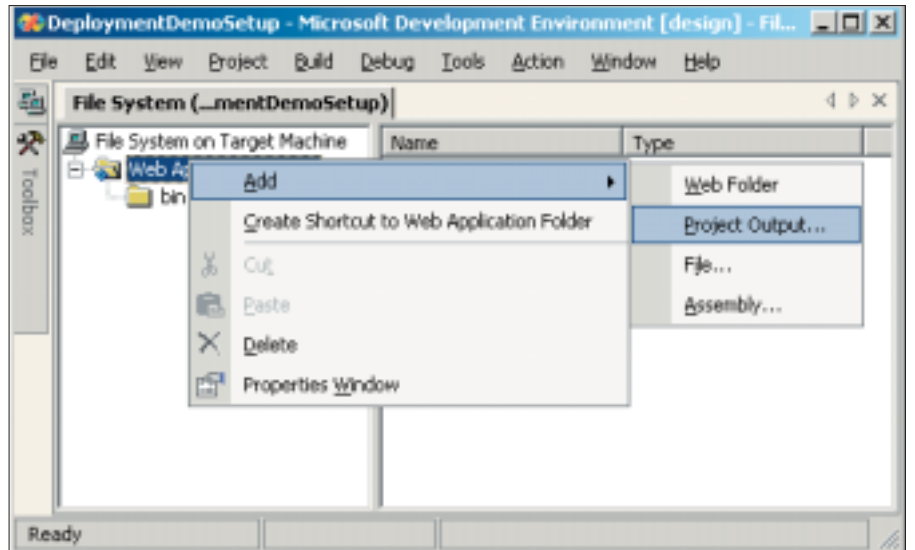 DeploymentDemoSetup - Microsoft Development Environment [design] - Fil...
File Edit View Project Build Debug Tools Action Window Help
File System (...mentDemoSetup)
Toolbox
File System on Target Machine
Name Type
Web Ap
bin
Add
Create Shortcut to Web Application Folder
Cut
Paste
Delete
Properties Window
Web Folder
Project Output...
File...
Assembly...
Ready